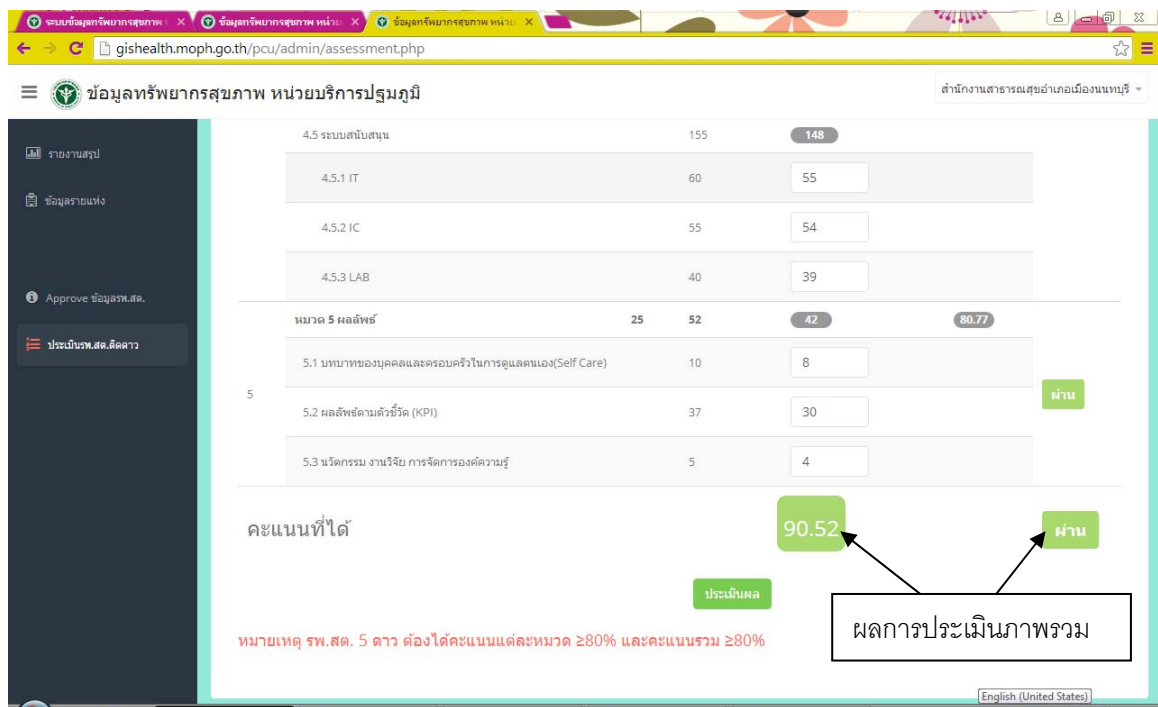 ระบบข้อมูลทรัพยากรสุขภาพ
ข้อมูลทรัพยากรสุขภาพ หน่วย
ข้อมูลทรัพยากรสุขภาพ หน่วย
gishealth.moph.go.th/pcu/admin/assessment.php
ข้อมูลทรัพยากรสุขภาพ หน่วยบริการปฐมภูมิ
สำนักงานสาธารณสุขอำเภอเมืองนนทบุรี
รายงานสรุป
ข้อมูลรายแห่ง
Approve ข้อมูลรพ.สต.
ประเมินรพ.สต.ติดดาว
4.5 ระบบสนับสนุน 155 148
4.5.1 IT 60 55
4.5.2 IC 55 54
4.5.3 LAB 40 39
หมวด 5 ผลลัพธ์ 25 52 42 80.77
5.1 บทบาทของบุคคลและครอบครัวในการดูแลตนเอง(Self Care) 10 8
5 ผ่าน
5.2 ผลลัพธ์ตามตัวชี้วัด (KPI) 37 30
5.3 นวัตกรรม งานวิจัย การจัดการองค์ความรู้ 5 4
คะแนนที่ได้ 90.52 ผ่าน
ประเมินผล
ผลการประเมินภาพรวม
หมายเหตุ รพ.สต. 5 ดาว ต้องได้คะแนนแต่ละหมวด ≥80% และคะแนนรวม ≥80%
English (United States)